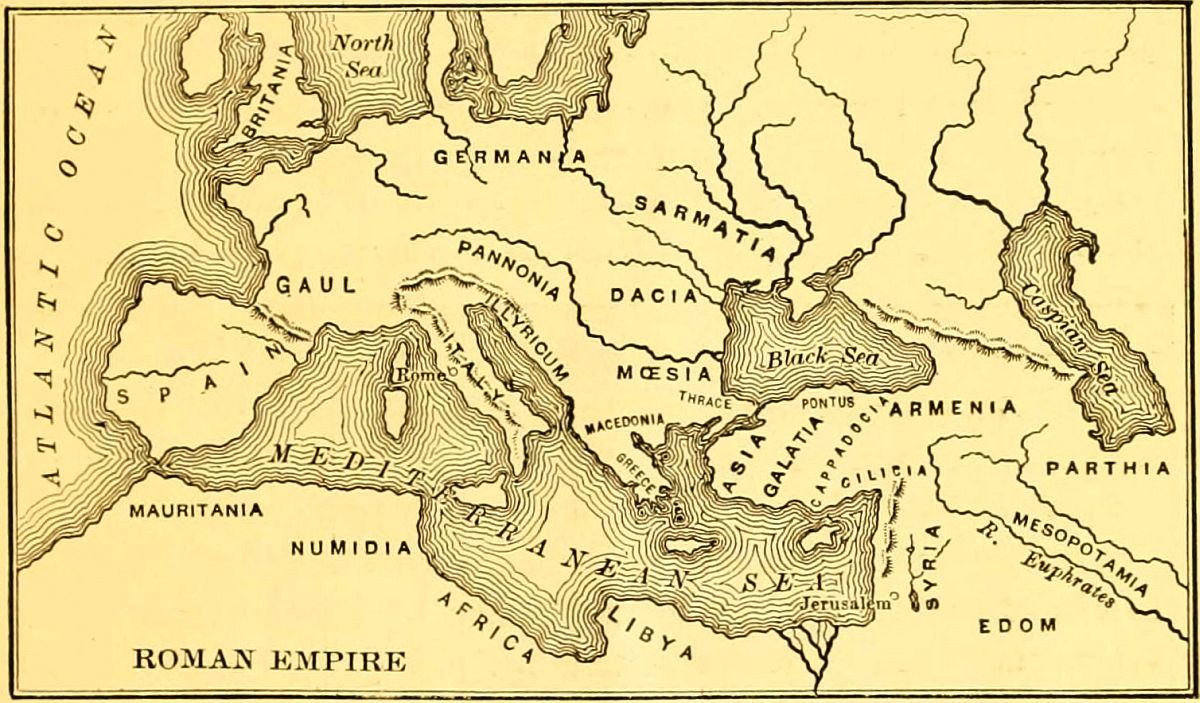 ATLANTIC OCEAN
North
Sea
BRITANIA
GERMANIA
SARMATIA
GAUL
PANNONIA
DACIA
ILLYRICUM
Caspian Sea
SPAIN
ITALY
Rome
MŒSIA
Black Sea
THRACE
PONTUS
MACEDONIA
GREECE
ASIA
GALATIA
CAPPADOCIA
ARMENIA
CILICIA
PARTHIA
MEDITRRANEAN SEA
MAURITANIA
NUMIDIA
AFRICA
LIBYA
Jerusalem
SYRIA
MESOPOTAMIA
R. Euphrates
EDOM
ROMAN EMPIRE